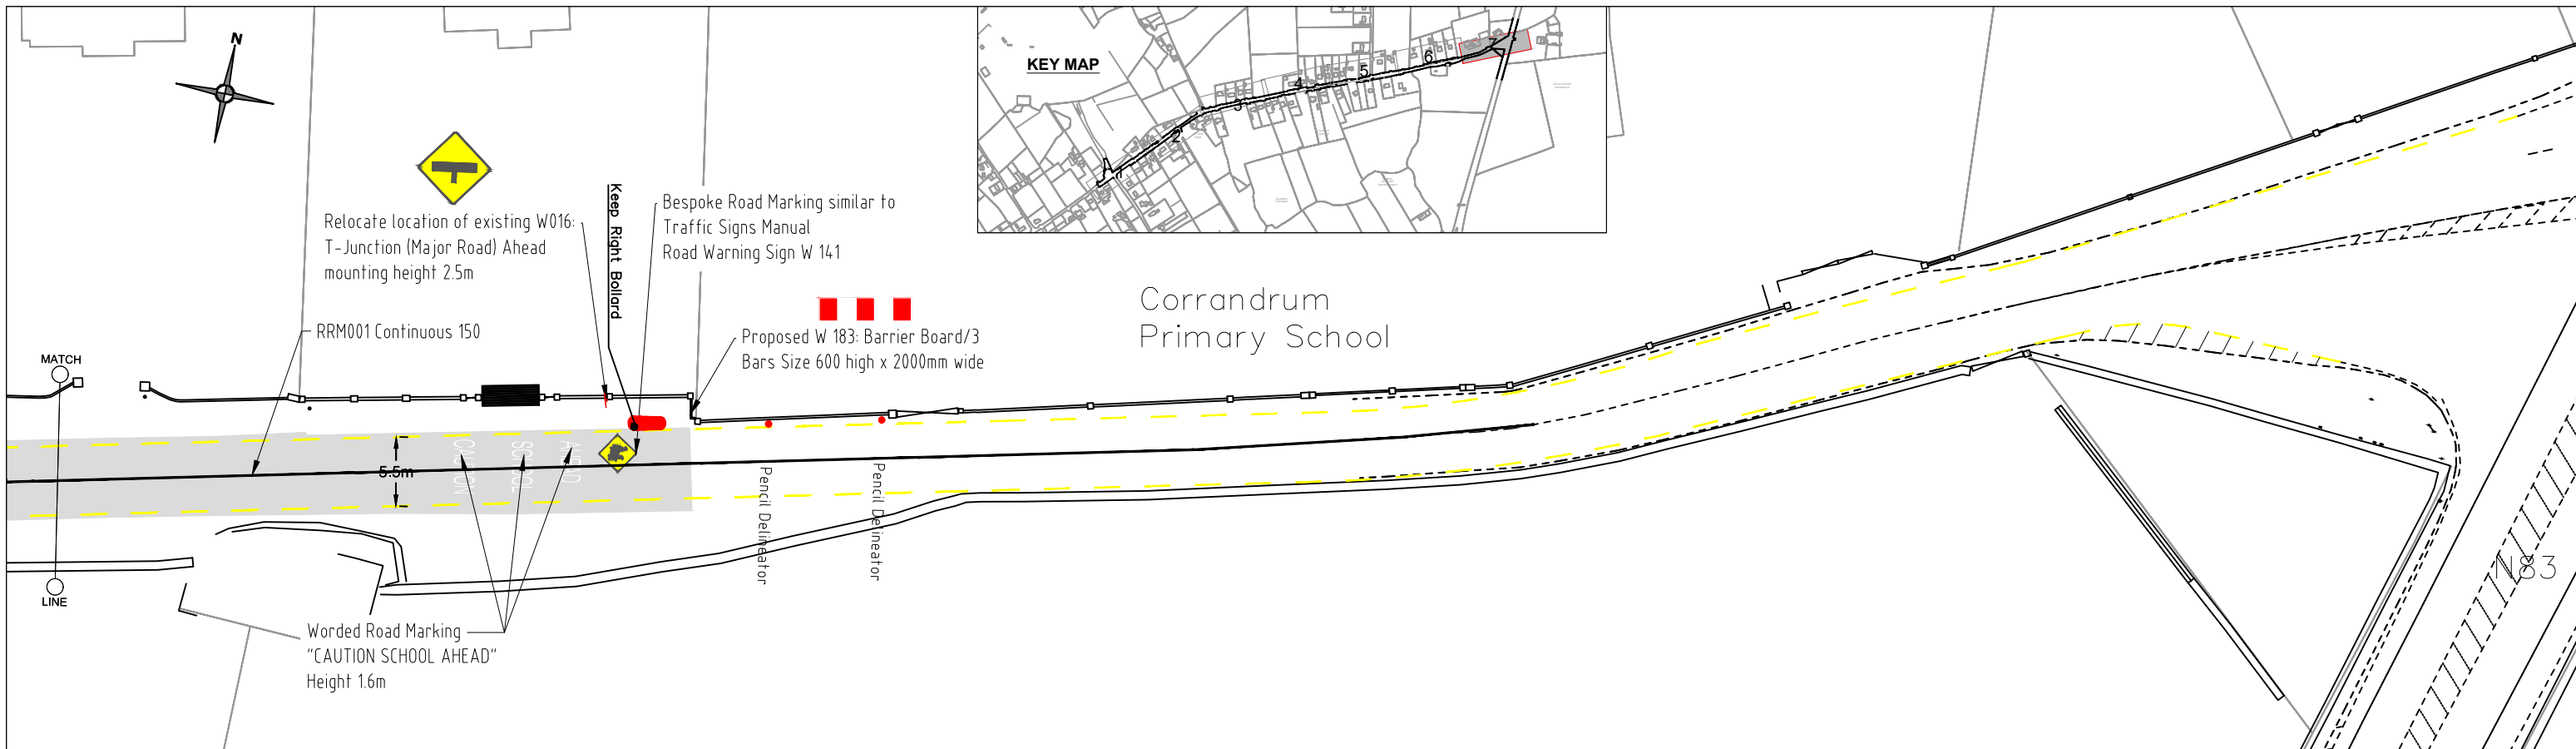 N
KEY MAP
1
2
3
4
5
6
7
Relocate location of existing W016:
T-Junction (Major Road) Ahead
mounting height 2.5m
Keep Right Bollard
Bespoke Road Marking similar to
Traffic Signs Manual
Road Warning Sign W 141
RRM001 Continuous 150
Proposed W 183: Barrier Board/3
Bars Size 600 high x 2000mm wide
Corrandrum
Primary School
MATCH
LINE
5.5m
CAUTION
SCHOOL
AHEAD
Pencil Delineator
Pencil Delineator
Worded Road Marking
"CAUTION SCHOOL AHEAD"
Height 1.6m
N83